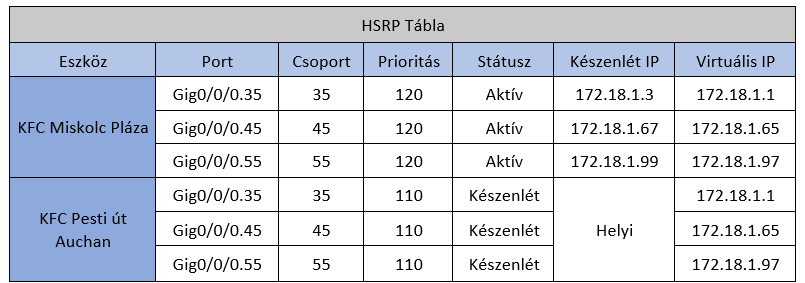 HSRP Tábla
Eszköz Port Csoport Prioritás Státusz Készenlét IP Virtuális IP
KFC Miskolc Pláza
Gig0/0/0.35 35 120 Aktív 172.18.1.3 172.18.1.1
Gig0/0/0.45 45 120 Aktív 172.18.1.67 172.18.1.65
Gig0/0/0.55 55 120 Aktív 172.18.1.99 172.18.1.97
KFC Pesti út
Auchan
Gig0/0/0.35 35 110 Készenlét 172.18.1.1
Gig0/0/0.45 45 110 Készenlét Helyi 172.18.1.65
Gig0/0/0.55 55 110 Készenlét 172.18.1.97